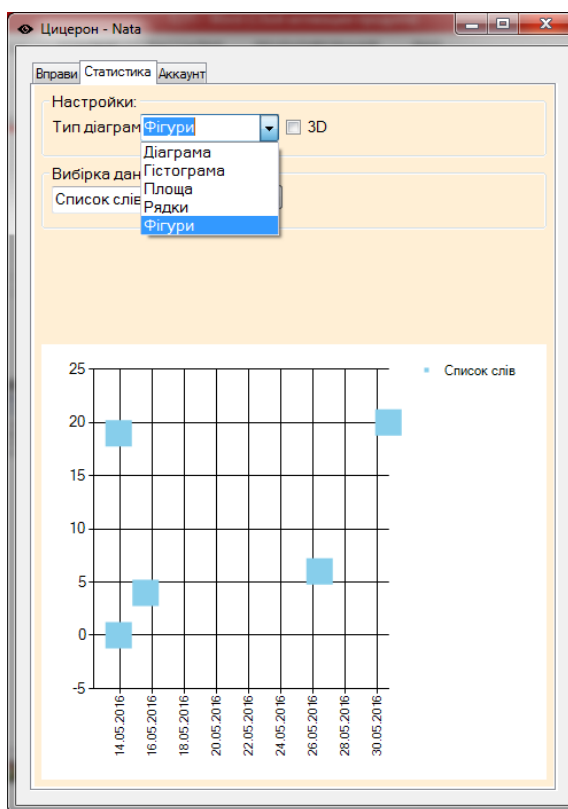 Цицерон - Nata
Вправи Статистика Аккаунт
Настройки:
Тип діаграм Фігури 3D
Діаграма
Гістограма
Площа
Рядки
Фігури
Вибірка дан
Список слів
25
20
15
10
5
0
-5
Список слів
14.05.2016
16.05.2016
18.05.2016
20.05.2016
22.05.2016
24.05.2016
26.05.2016
28.05.2016
30.05.2016